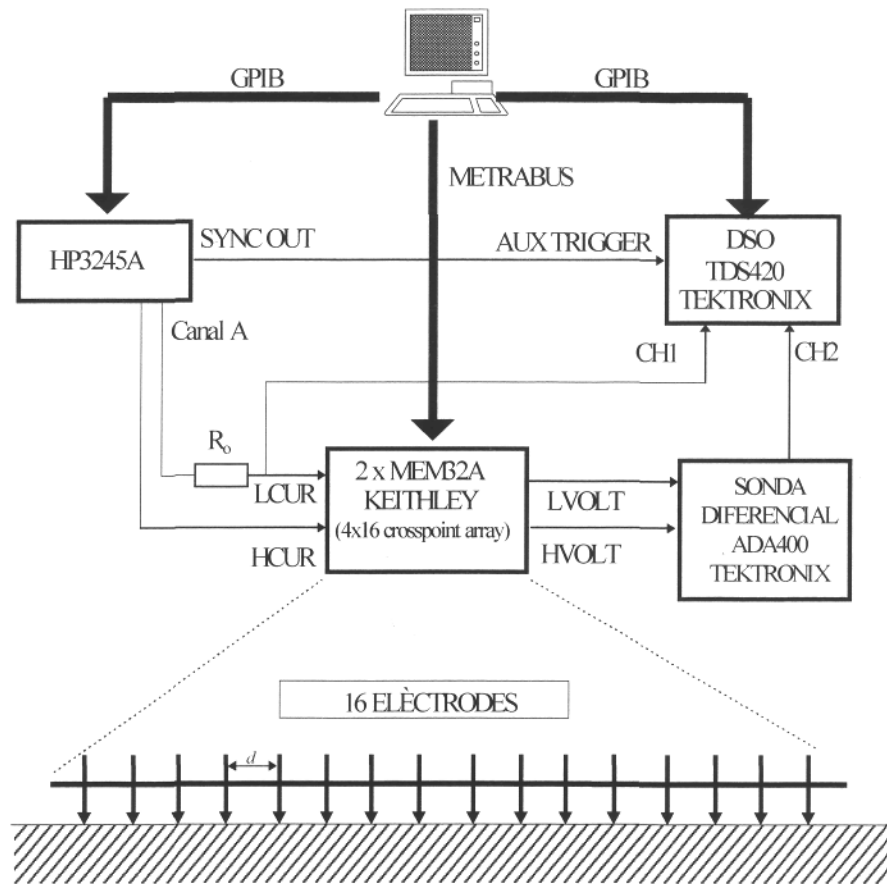 GPIB
GPIB
METRABUS
HP3245A
SYNC OUT
AUX TRIGGER
DSO
TDS420
TEKTRONIX
Canal A
CH1
CH2
Ro
LCUR
HCUR
2 x MEM32A
KEITHLEY
(4x16 crosspoint array)
LVOLT
HVOLT
SONDA
DIFERENCIAL
ADA400
TEKTRONIX
16 ELÈCTRODES
d